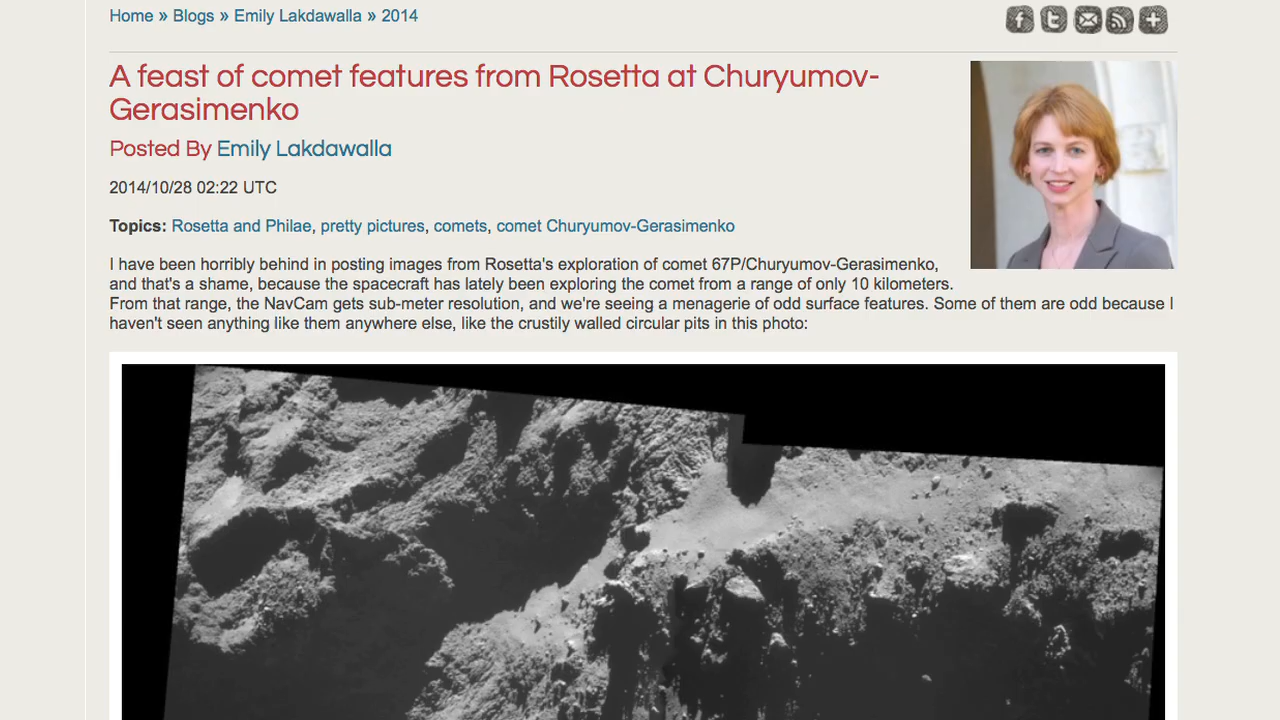 Home » Blogs » Emily Lakdawalla » 2014
A feast of comet features from Rosetta at Churyumov-
Gerasimenko
Posted By Emily Lakdawalla
2014/10/28 02:22 UTC
Topics: Rosetta and Philae, pretty pictures, comets, comet Churyumov-Gerasimenko
I have been horribly behind in posting images from Rosetta's exploration of comet 67P/Churyumov-Gerasimenko,
and that's a shame, because the spacecraft has lately been exploring the comet from a range of only 10 kilometers.
From that range, the NavCam gets sub-meter resolution, and we're seeing a menagerie of odd surface features. Some of them are odd because I
haven't seen anything like them anywhere else, like the crustily walled circular pits in this photo: